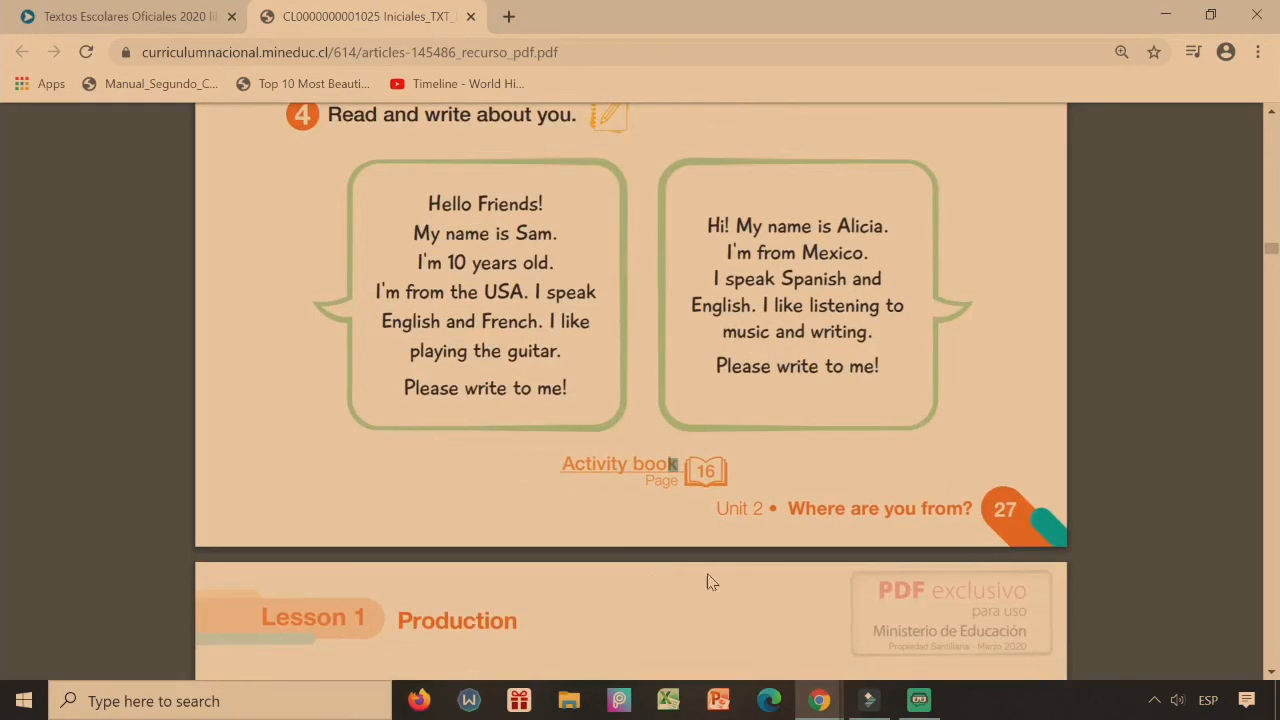 Textos Escolares Oficiales 2020 li
CL0000000001025 Iniciales_TXT_
curriculumnacional.mineduc.cl/614/articles-145486_recurso_pdf.pdf
Apps
Manual_Segundo_C...
Top 10 Most Beauti...
Timeline - World Hi...
4 Read and write about you.
Hello Friends!
My name is Sam.
I'm 10 years old.
I'm from the USA. I speak
English and French. I like
playing the guitar.
Please write to me!
Hi! My name is Alicia.
I'm from Mexico.
I speak Spanish and
English. I like listening to
music and writing.
Please write to me!
Activity book
Page
16
Unit 2 • Where are you from? 27
Lesson 1 Production
PDF exclusivo
para uso
Ministerio de Educación
Propiedad Santillana - Marzo 2020
Type here to search
ESP